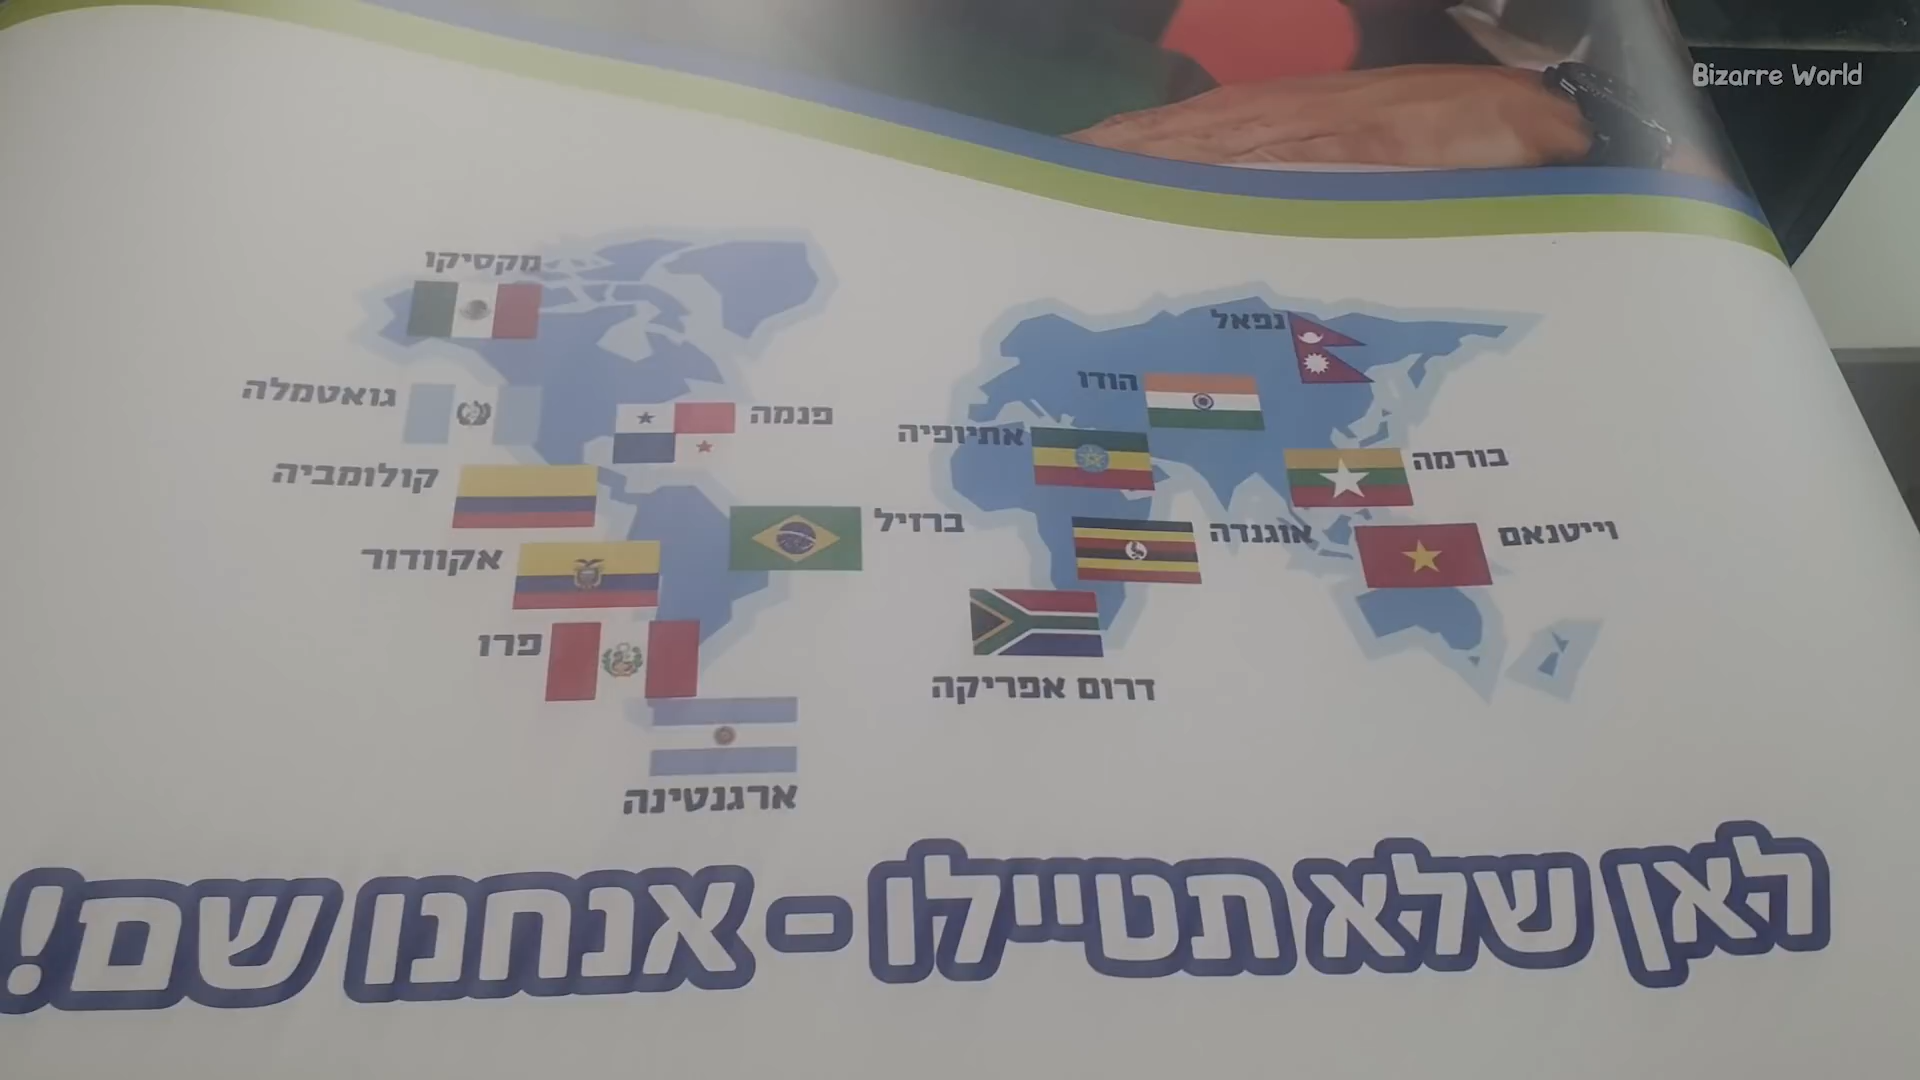 Bizarre World
מקסיקו
נפאל
הודו
גואטמלה
פנמה
אתיופיה
בורמה
קולומביה
ברזיל
אוגנדה
וייטנאם
אקוודור
פרו
דרום אפריקה
ארגנטינה
לאן שלא תטיילו - אנחנו שם!